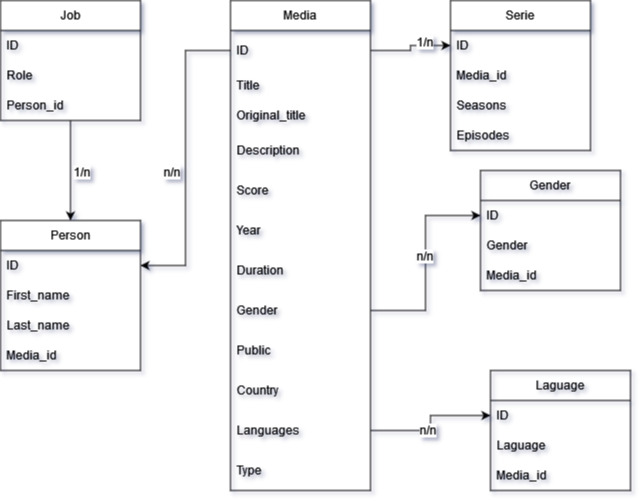 Job
ID
Role
Person_id
1/n
Person
ID
First_name
Last_name
Media_id
n/n
Media
ID
Title
Original_title
Description
Score
Year
Duration
Gender
Public
Country
Languages
Type
1/n
Serie
ID
Media_id
Seasons
Episodes
n/n
Gender
ID
Gender
Media_id
n/n
Laguage
ID
Laguage
Media_id